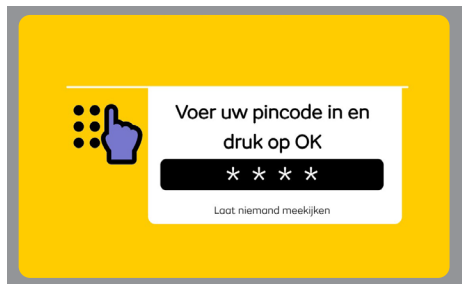 Voer uw pincode in en
druk op OK
* * * *
Laat niemand meekijken